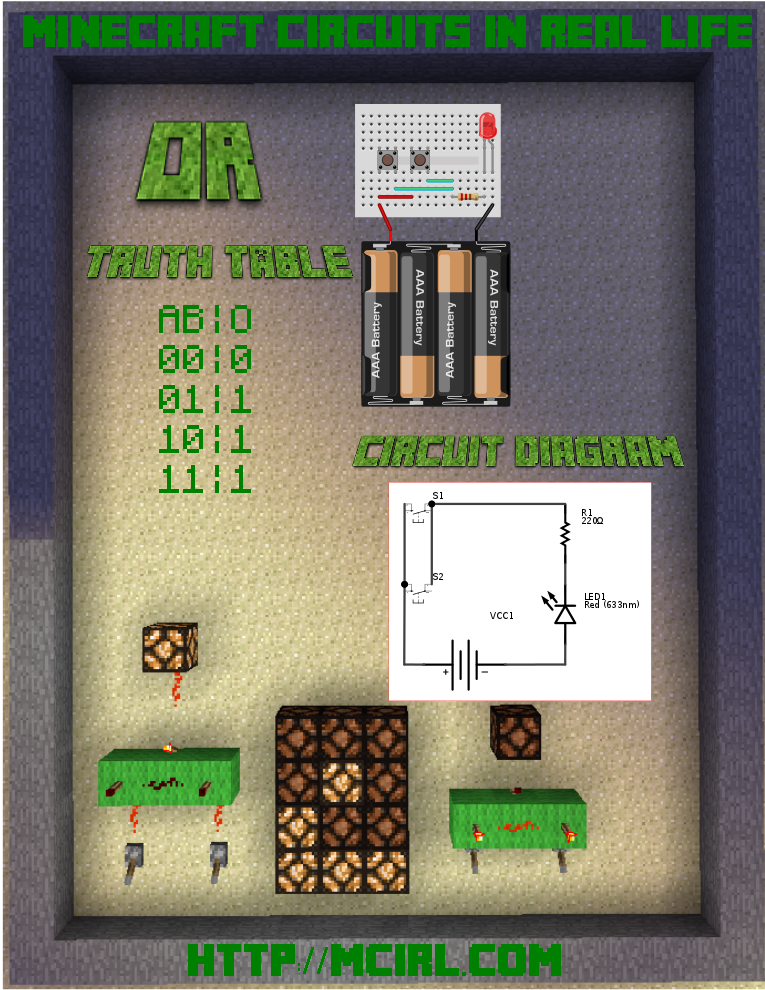 MINECRAFT CIRCUITS IN REAL LIFE
OR
TRUTH TABLE
AB¦O
00¦0
01¦1
10¦1
11¦1
AAA Battery
AAA Battery
AAA Battery
AAA Battery
CIRCUIT DIAGRAM
S1
R1
220Ω
S2
LED1
Red (633nm)
VCC1
+
−
HTTP://MCIRL.COM